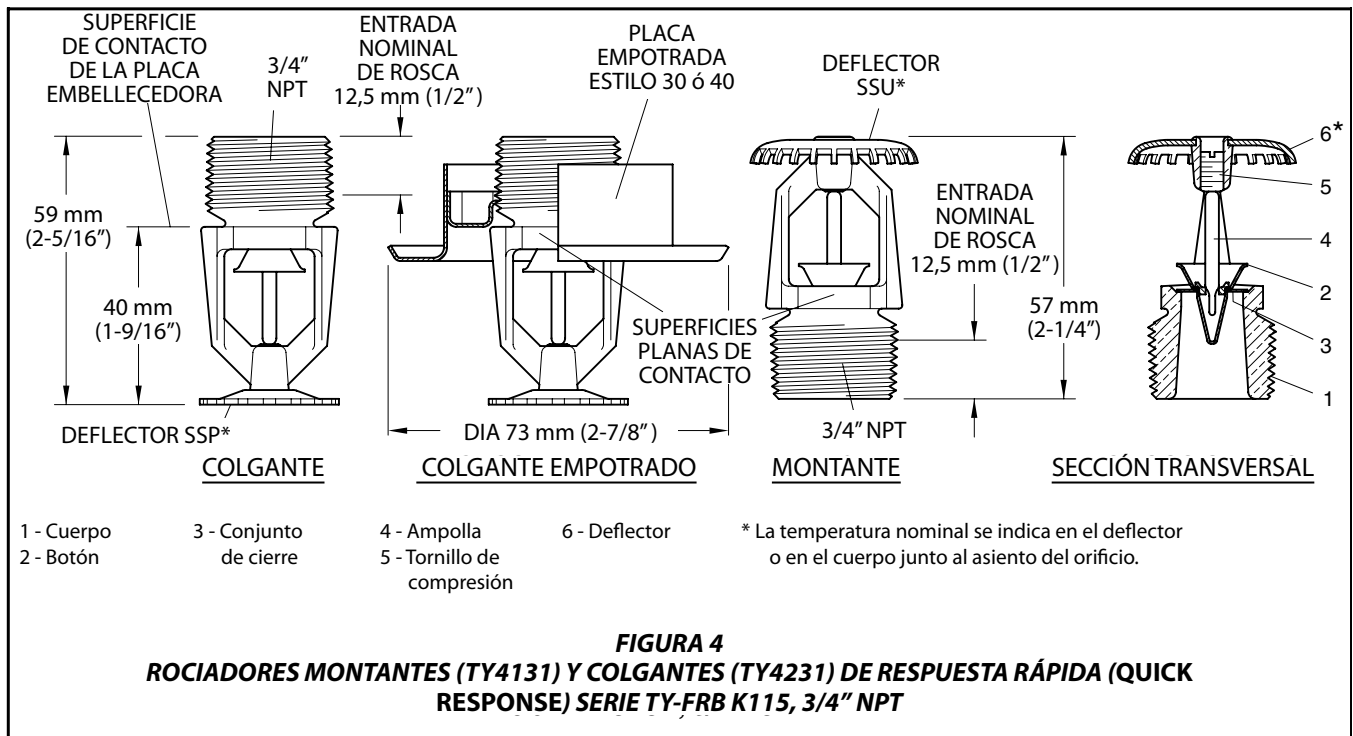 SUPERFICIE
DE CONTACTO
DE LA PLACA
EMBELLECEDORA
3/4"
NPT
ENTRADA
NOMINAL
DE ROSCA
12,5 mm (1/2")
PLACA
EMPOTRADA
ESTILO 30 ó 40
DEFLECTOR
SSU*
6*
5
4
2
3
1
59 mm
(2-5/16")
40 mm
(1-9/16")
ENTRADA
NOMINAL
DE ROSCA
12,5 mm (1/2")
57 mm
(2-1/4")
SUPERFICIES
PLANAS DE
CONTACTO
DEFLECTOR SSP*
DIA 73 mm (2-7/8")
3/4" NPT
COLGANTE
COLGANTE EMPOTRADO
MONTANTE
SECCIÓN TRANSVERSAL
1 - Cuerpo
2 - Botón
3 - Conjunto
de cierre
4 - Ampolla
5 - Tornillo de
compresión
6 - Deflector
* La temperatura nominal se indica en el deflector
o en el cuerpo junto al asiento del orificio.
FIGURA 4
ROCIADORES MONTANTES (TY4131) Y COLGANTES (TY4231) DE RESPUESTA RÁPIDA (QUICK
RESPONSE) SERIE TY-FRB K115, 3/4" NPT